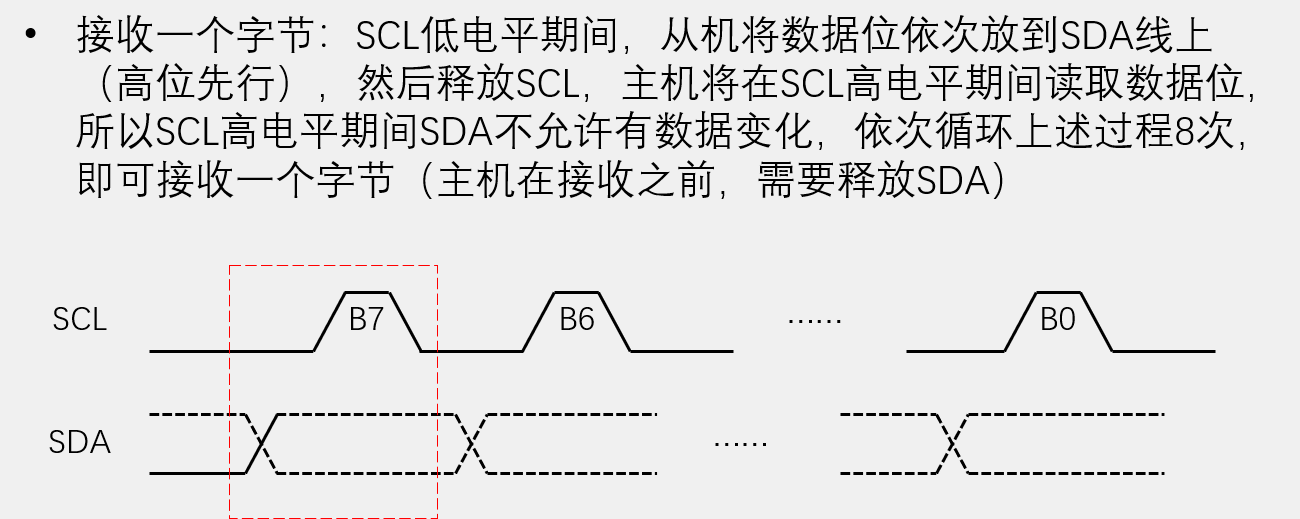 • 接收一个字节：SCL低电平期间，从机将数据位依次放到SDA线上
（高位先行），然后释放SCL，主机将在SCL高电平期间读取数据位，
所以SCL高电平期间SDA不允许有数据变化，依次循环上述过程8次，
即可接收一个字节（主机在接收之前，需要释放SDA）
SCL B7 B6 …… B0
SDA ……